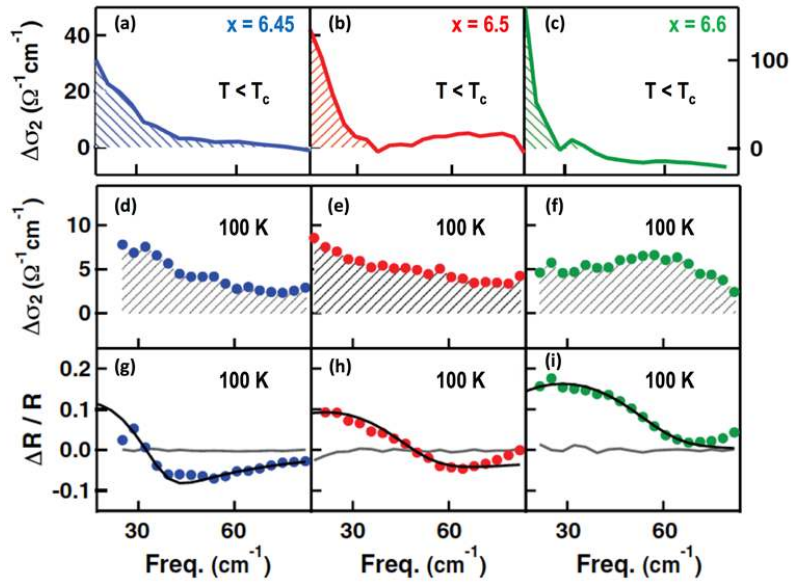 (a) x = 6.45 (b) x = 6.5 (c) x = 6.6
40
20
0
100
0
Δσ₂ (Ω⁻¹cm⁻¹)
T < Tc T < Tc T < Tc
(d) 100 K (e) 100 K (f) 100 K
10
5
0
Δσ₂ (Ω⁻¹cm⁻¹)
(g) 100 K (h) 100 K (i) 100 K
0.2
0.1
0.0
-0.1
ΔR / R
30 60 30 60 30 60
Freq. (cm⁻¹) Freq. (cm⁻¹) Freq. (cm⁻¹)